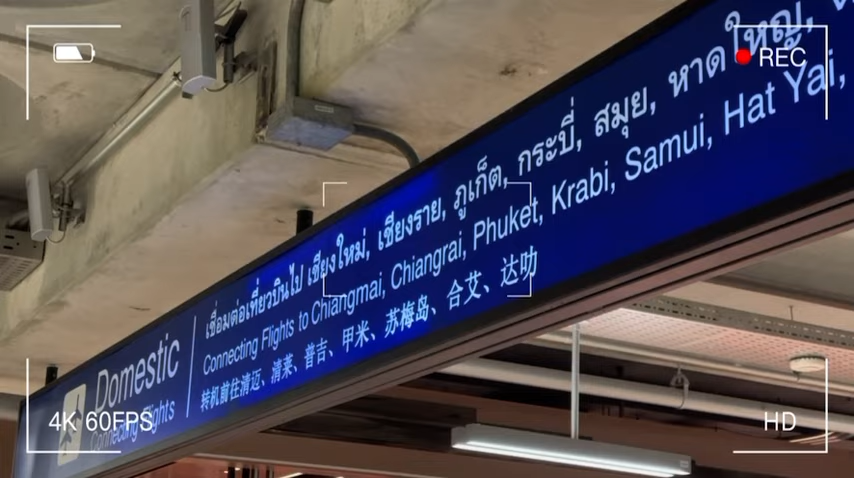 REC
เชื่อมต่อเที่ยวบินไป เชียงใหม่, เชียงราย, ภูเก็ต, กระบี่, สมุย, หาดใหญ่,
Connecting Flights to Chiangmai, Chiangrai, Phuket, Krabi, Samui, Hat Yai,
转机前往清迈、清莱、普吉、甲米、苏梅岛、合艾、达叻
Domestic
Connecting Flights
4K 60FPS
HD